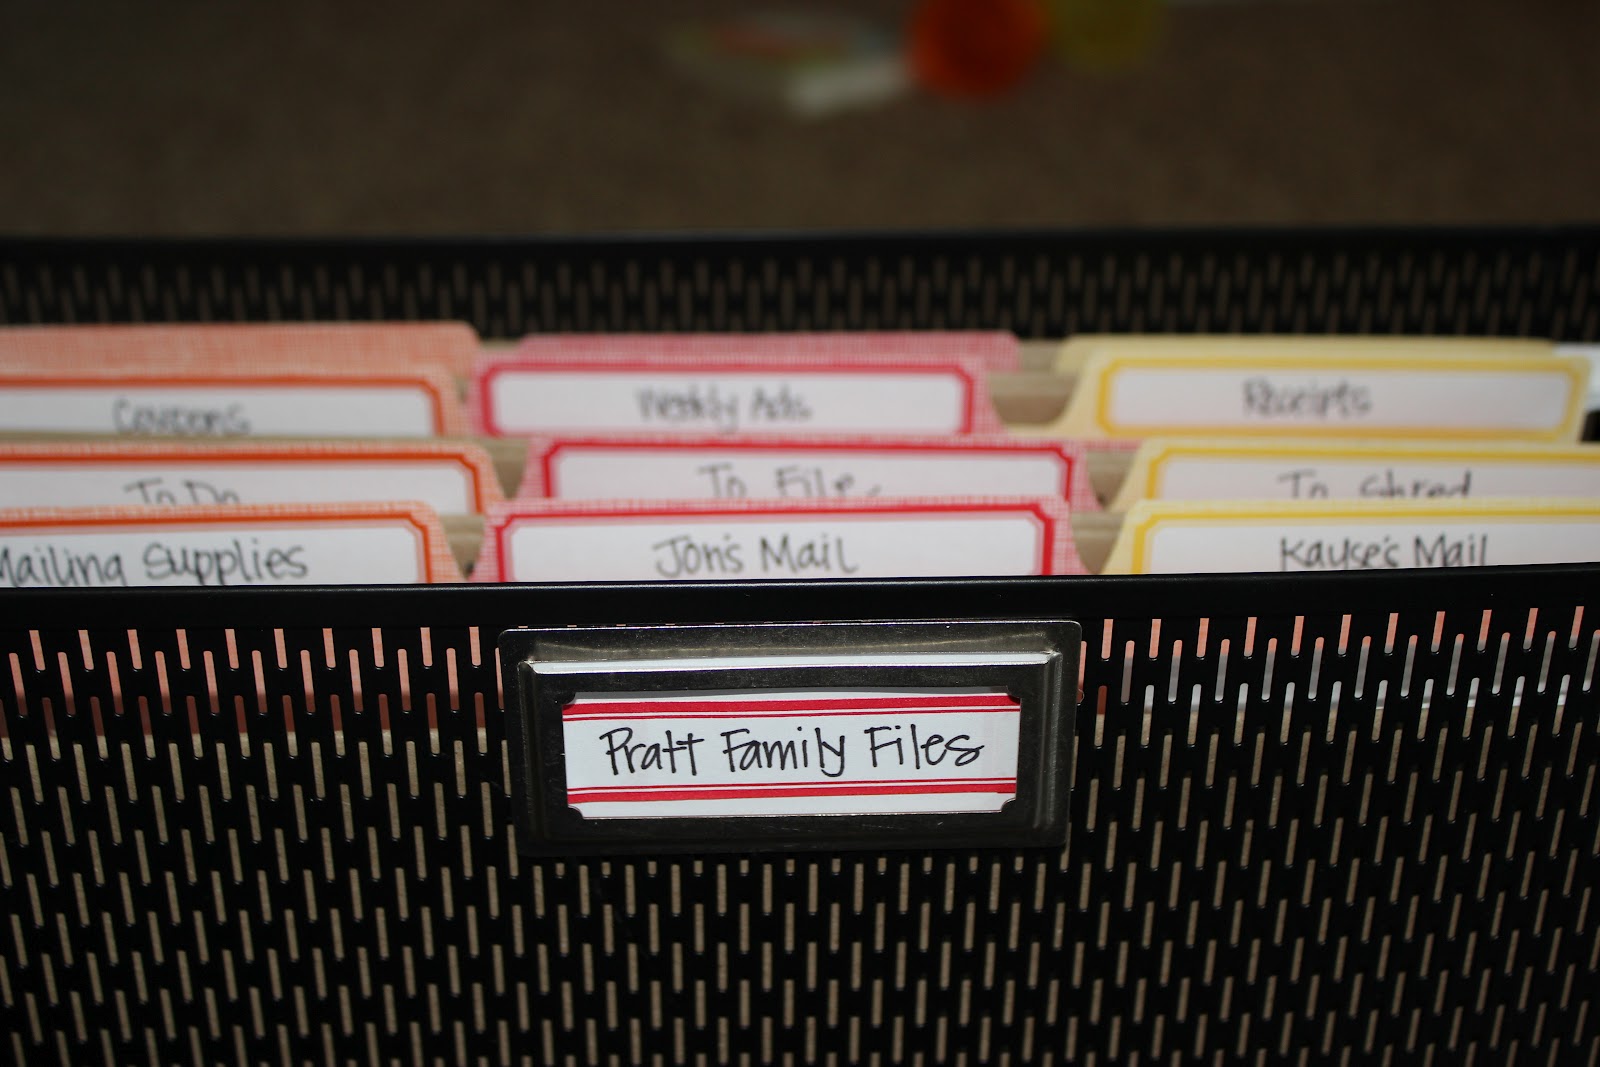 Coupons
Weekly Ads
Receipts
To Do
To File
To Shred
Mailing Supplies
Jon's Mail
Kayse's Mail
Pratt Family Files